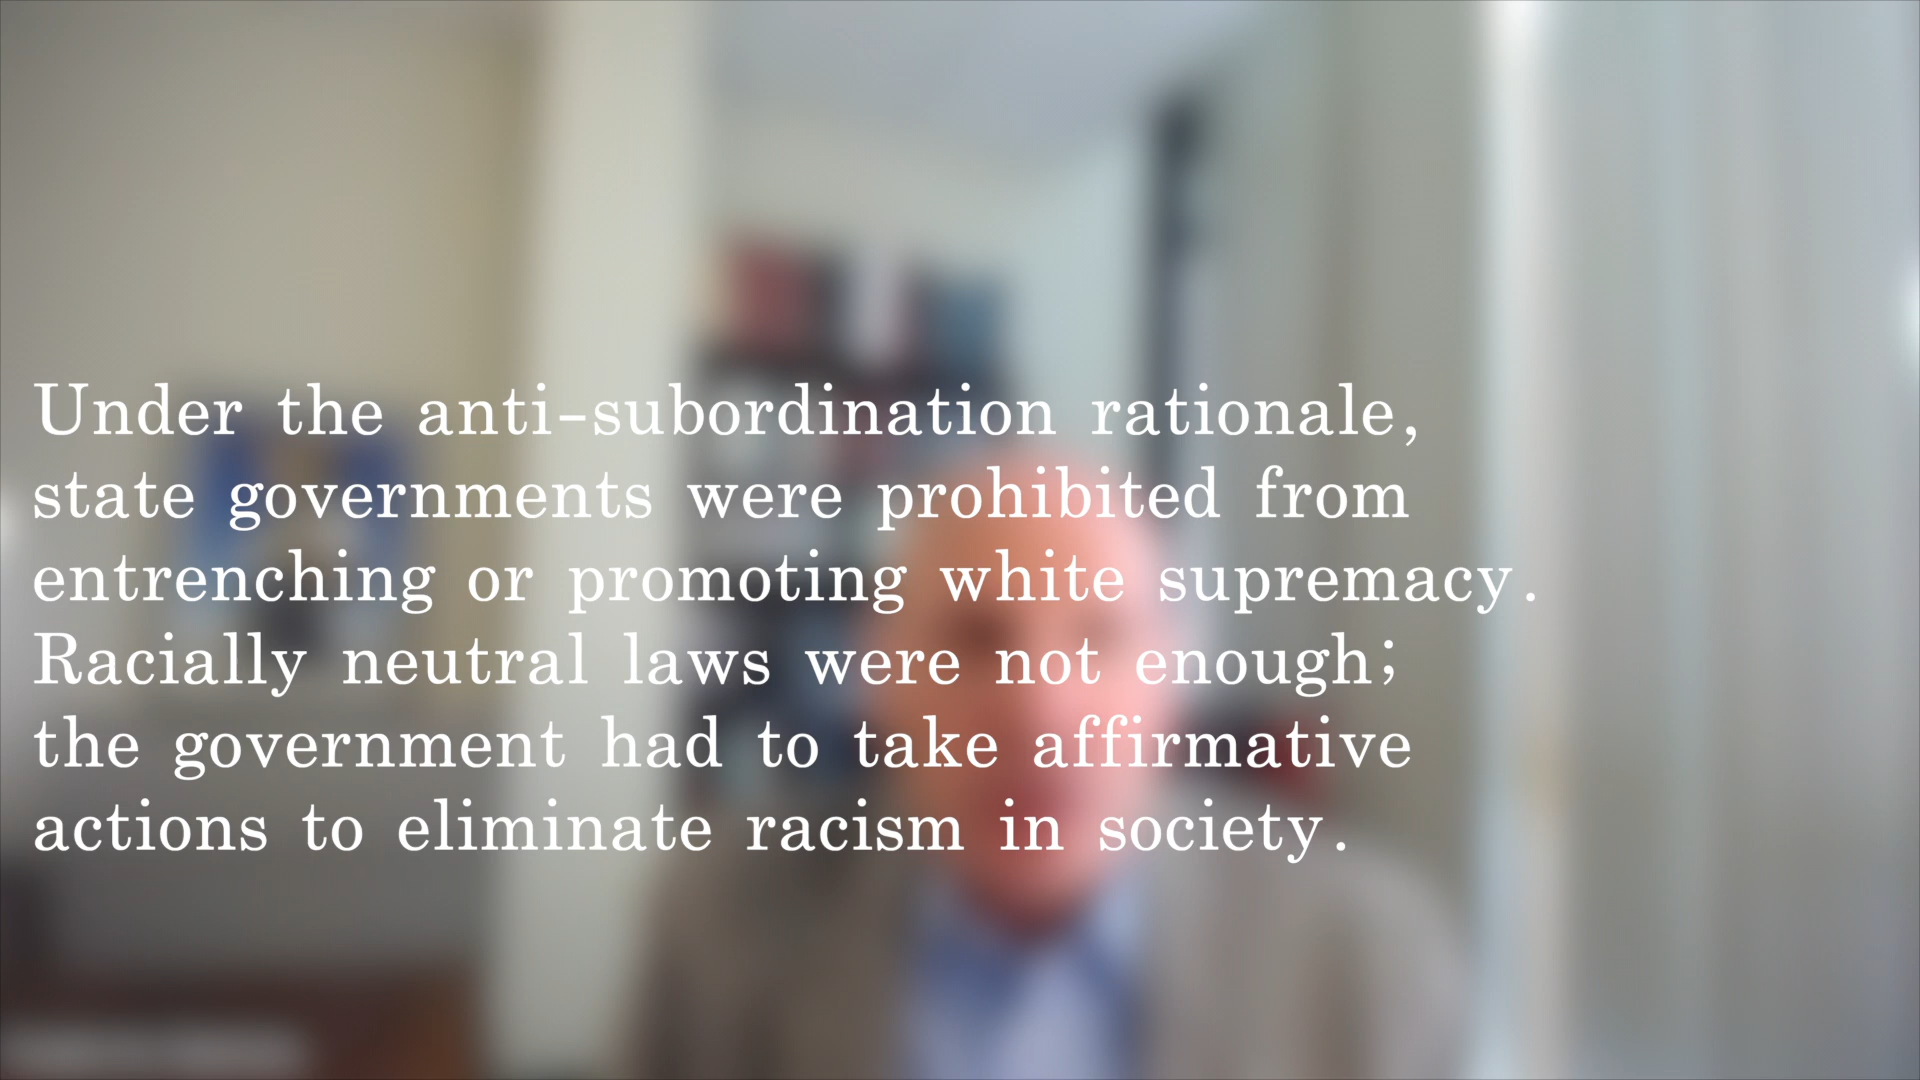 Under the anti-subordination rationale,
state governments were prohibited from
entrenching or promoting white supremacy.
Racially neutral laws were not enough;
the government had to take affirmative
actions to eliminate racism in society.